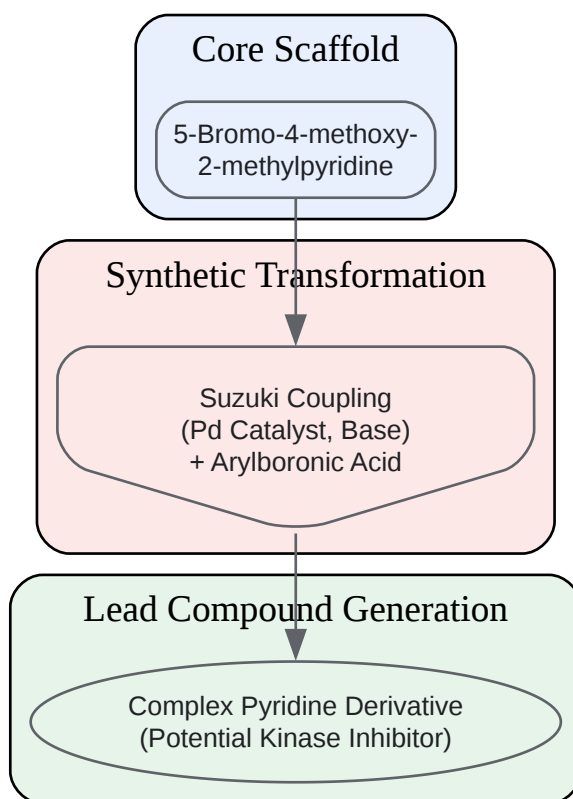 Core Scaffold
5-Bromo-4-methoxy-
2-methylpyridine
Synthetic Transformation
Suzuki Coupling
(Pd Catalyst, Base)
+ Arylboronic Acid
Lead Compound Generation
Complex Pyridine Derivative
(Potential Kinase Inhibitor)